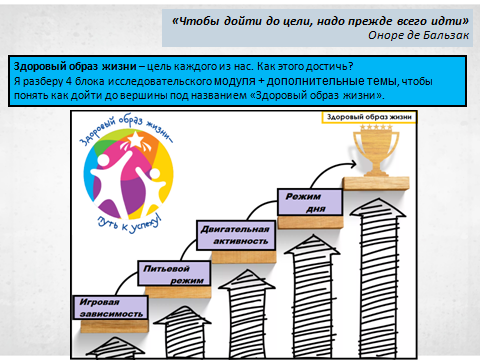 «Чтобы дойти до цели, надо прежде всего идти»
Оноре де Бальзак
Здоровый образ жизни – цель каждого из нас. Как этого достичь?
Я разберу 4 блока исследовательского модуля + дополнительные темы, чтобы
понять как дойти до вершины под названием «Здоровый образ жизни».
Здоровый образ жизни
Здоровый образ жизни–
путь к успеху!
Режим
дня
Двигательная
активность
Питьевой
режим
Игровая
зависимость